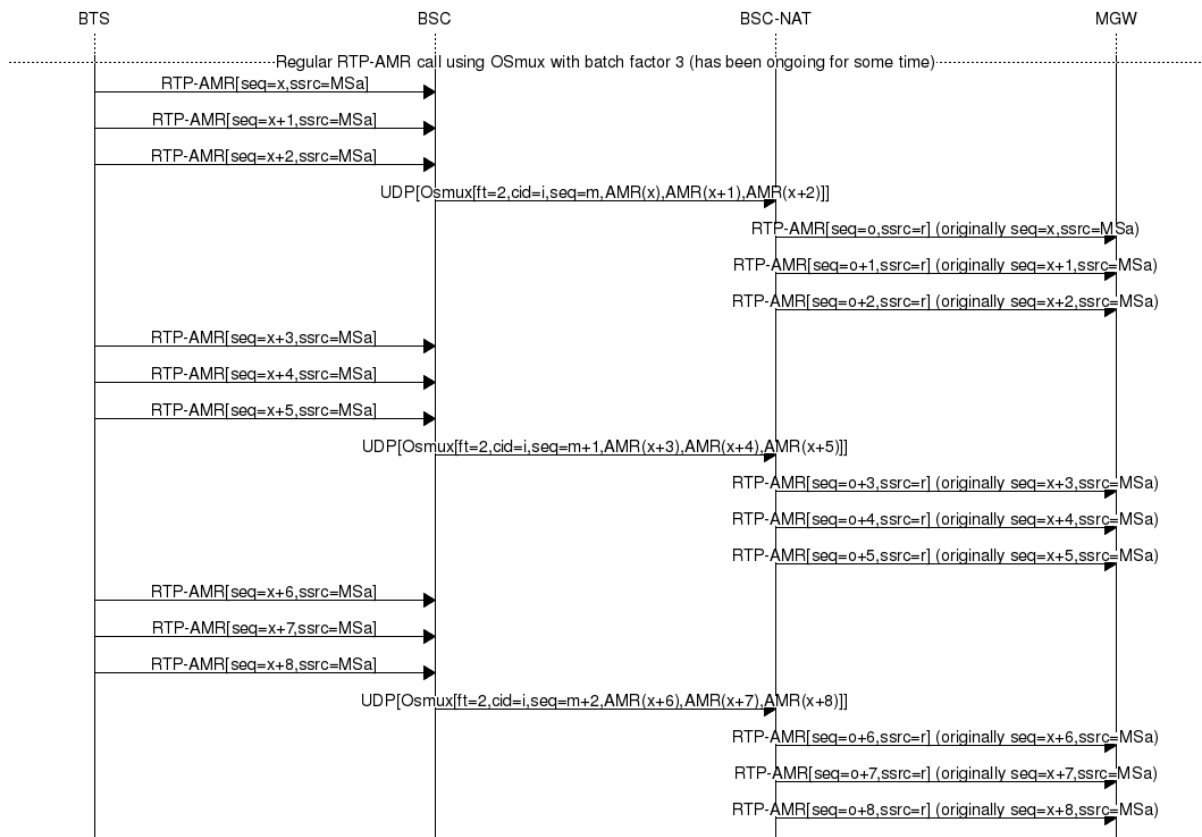 BTS BSC BSC-NAT MGW
Regular RTP-AMR call using OSmux with batch factor 3 (has been ongoing for some time)
RTP-AMR[seq=x,ssrc=MSa]
RTP-AMR[seq=x+1,ssrc=MSa]
RTP-AMR[seq=x+2,ssrc=MSa]
UDP[Osmux[ft=2,cid=i,seq=m,AMR(x),AMR(x+1),AMR(x+2)]]
RTP-AMR[seq=o,ssrc=r] (originally seq=x,ssrc=MSa)
RTP-AMR[seq=o+1,ssrc=r] (originally seq=x+1,ssrc=MSa)
RTP-AMR[seq=o+2,ssrc=r] (originally seq=x+2,ssrc=MSa)
RTP-AMR[seq=x+3,ssrc=MSa]
RTP-AMR[seq=x+4,ssrc=MSa]
RTP-AMR[seq=x+5,ssrc=MSa]
UDP[Osmux[ft=2,cid=i,seq=m+1,AMR(x+3),AMR(x+4),AMR(x+5)]]
RTP-AMR[seq=o+3,ssrc=r] (originally seq=x+3,ssrc=MSa)
RTP-AMR[seq=o+4,ssrc=r] (originally seq=x+4,ssrc=MSa)
RTP-AMR[seq=o+5,ssrc=r] (originally seq=x+5,ssrc=MSa)
RTP-AMR[seq=x+6,ssrc=MSa]
RTP-AMR[seq=x+7,ssrc=MSa]
RTP-AMR[seq=x+8,ssrc=MSa]
UDP[Osmux[ft=2,cid=i,seq=m+2,AMR(x+6),AMR(x+7),AMR(x+8)]]
RTP-AMR[seq=o+6,ssrc=r] (originally seq=x+6,ssrc=MSa)
RTP-AMR[seq=o+7,ssrc=r] (originally seq=x+7,ssrc=MSa)
RTP-AMR[seq=o+8,ssrc=r] (originally seq=x+8,ssrc=MSa)